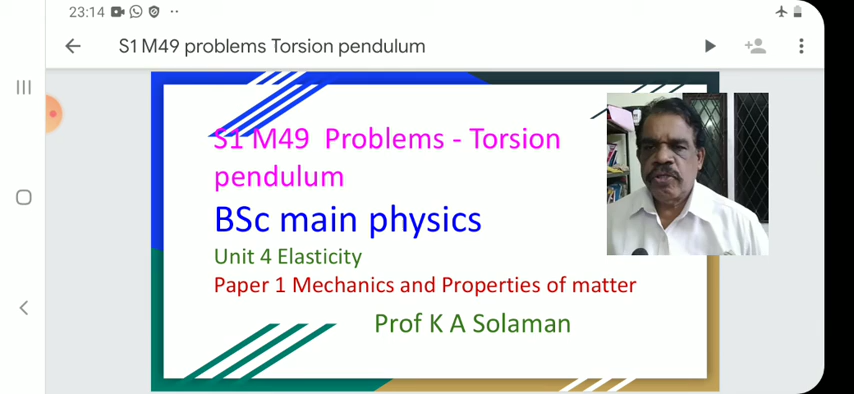 23:14
S1 M49 problems Torsion pendulum
S1 M49 Problems - Torsion
pendulum
BSc main physics
Unit 4 Elasticity
Paper 1 Mechanics and Properties of matter
Prof K A Solaman